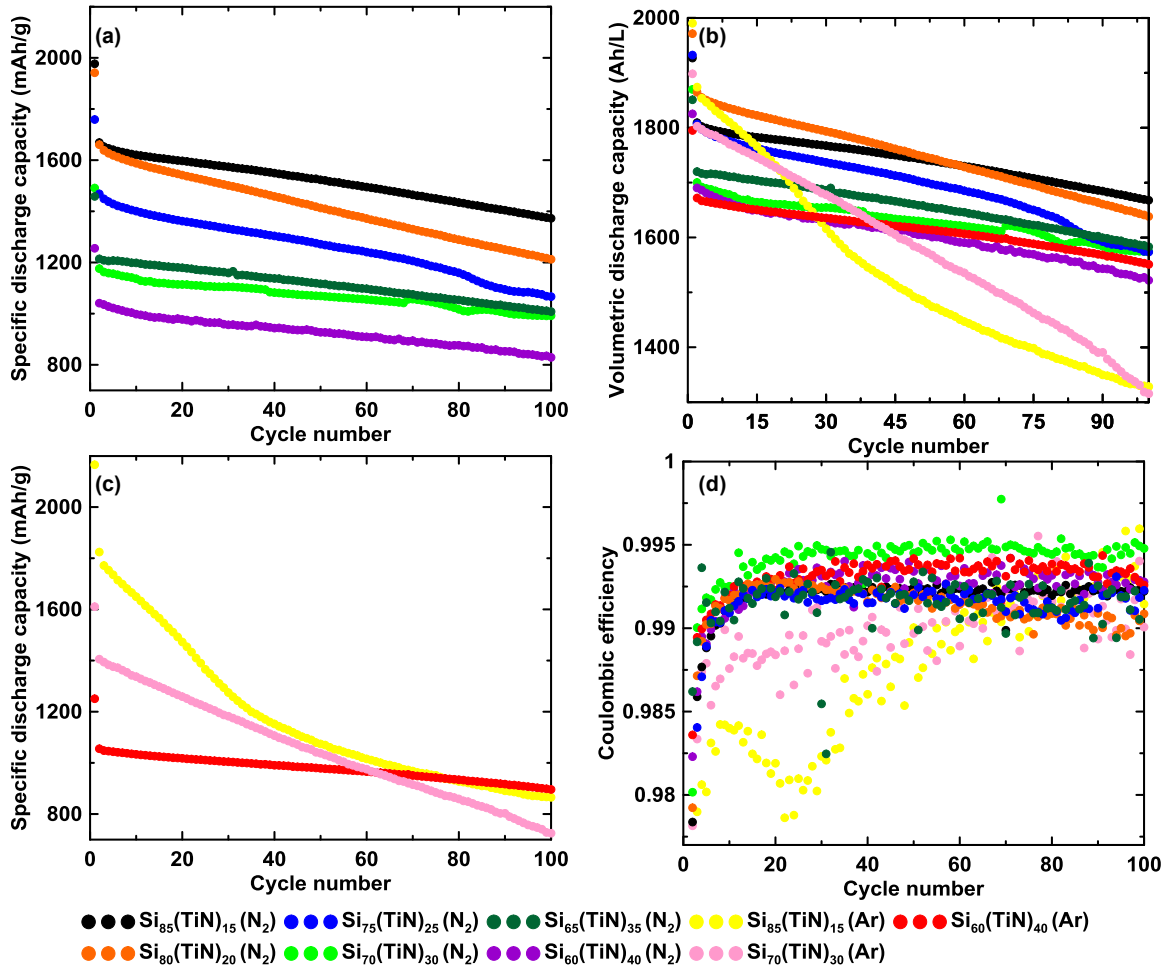 (a)
2000
1600
1200
800
0 20 40 60 80 100
Cycle number
Specific discharge capacity (mAh/g)
(b)
2000
1800
1600
1400
0 15 30 45 60 75 90
Cycle number
Volumetric discharge capacity (Ah/L)
(c)
2000
1600
1200
800
0 20 40 60 80 100
Cycle number
Specific discharge capacity (mAh/g)
(d)
1
0.995
0.99
0.985
0.98
0 20 40 60 80 100
Cycle number
Coulombic efficiency
Si₈₅(TiN)₁₅ (N₂) Si₇₅(TiN)₂₅ (N₂) Si₆₅(TiN)₃₅ (N₂) Si₈₅(TiN)₁₅ (Ar) Si₆₀(TiN)₄₀ (Ar)
Si₈₀(TiN)₂₀ (N₂) Si₇₀(TiN)₃₀ (N₂) Si₆₀(TiN)₄₀ (N₂) Si₇₀(TiN)₃₀ (Ar)